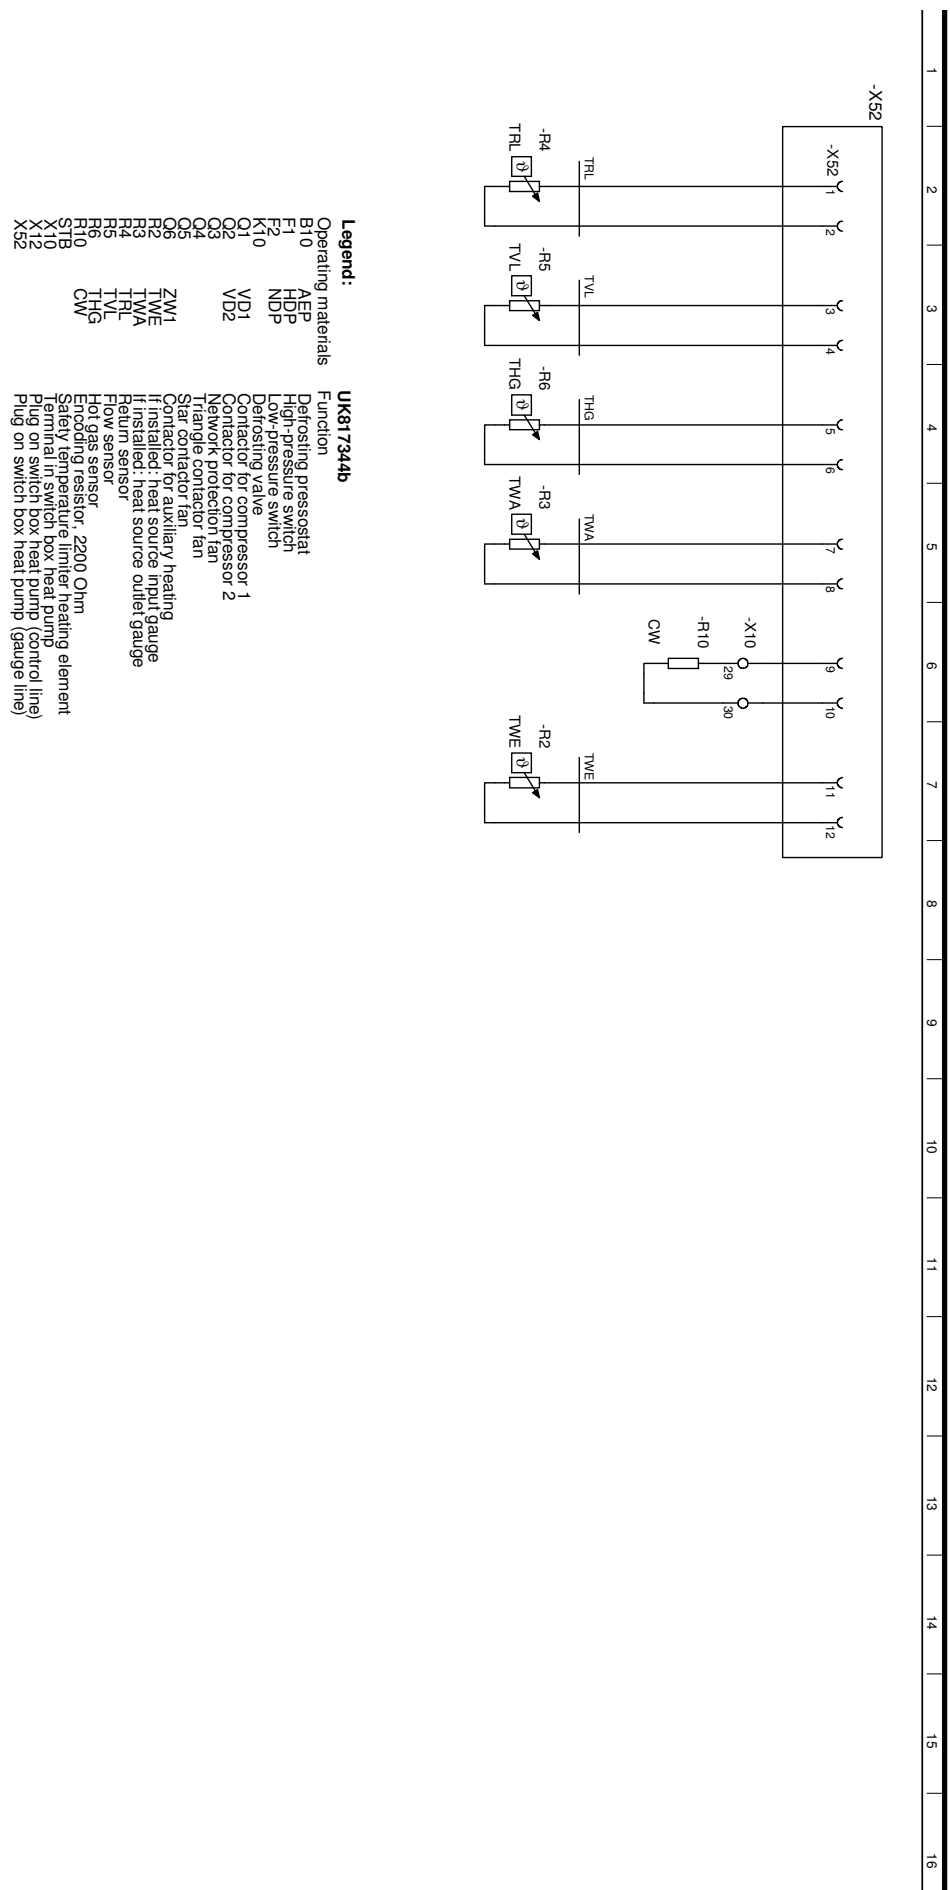 1 2 3 4 5 6 7 8 9 10 11 12 13 14 15 16
-X52
-X52
1 2 3 4 5 6 7 8 9 10 11 12
-X10
29 30
TRL TVL THG TWA TWE
-R4 -R5 -R6 -R3 -R10 -R2
TRL TVL THG TWA CW TWE
ϑ ϑ ϑ ϑ ϑ
Legend: UK817344b
Operating materials Function
B10 AEP Defrosting pressostat
F1 HDP High-pressure switch
F2 NDP Low-pressure switch
K10 Defrosting valve
Q1 VD1 Contactor for compressor 1
Q2 VD2 Contactor for compressor 2
Q3 Network protection fan
Q4 Triangle contactor fan
Q5 Star contactor fan
Q6 ZW1 Contactor for auxiliary heating
R2 TWE If installed: heat source input gauge
R3 TWA If installed: heat source outlet gauge
R4 TRL Return sensor
R5 TVL Flow sensor
R6 THG Hot gas sensor
R10 CW Encoding resistor, 2200 Ohm
STB Safety temperature limiter heating element
X10 Terminal in switch box heat pump
X12 Plug on switch box heat pump (control line)
X52 Plug on switch box heat pump (gauge line)